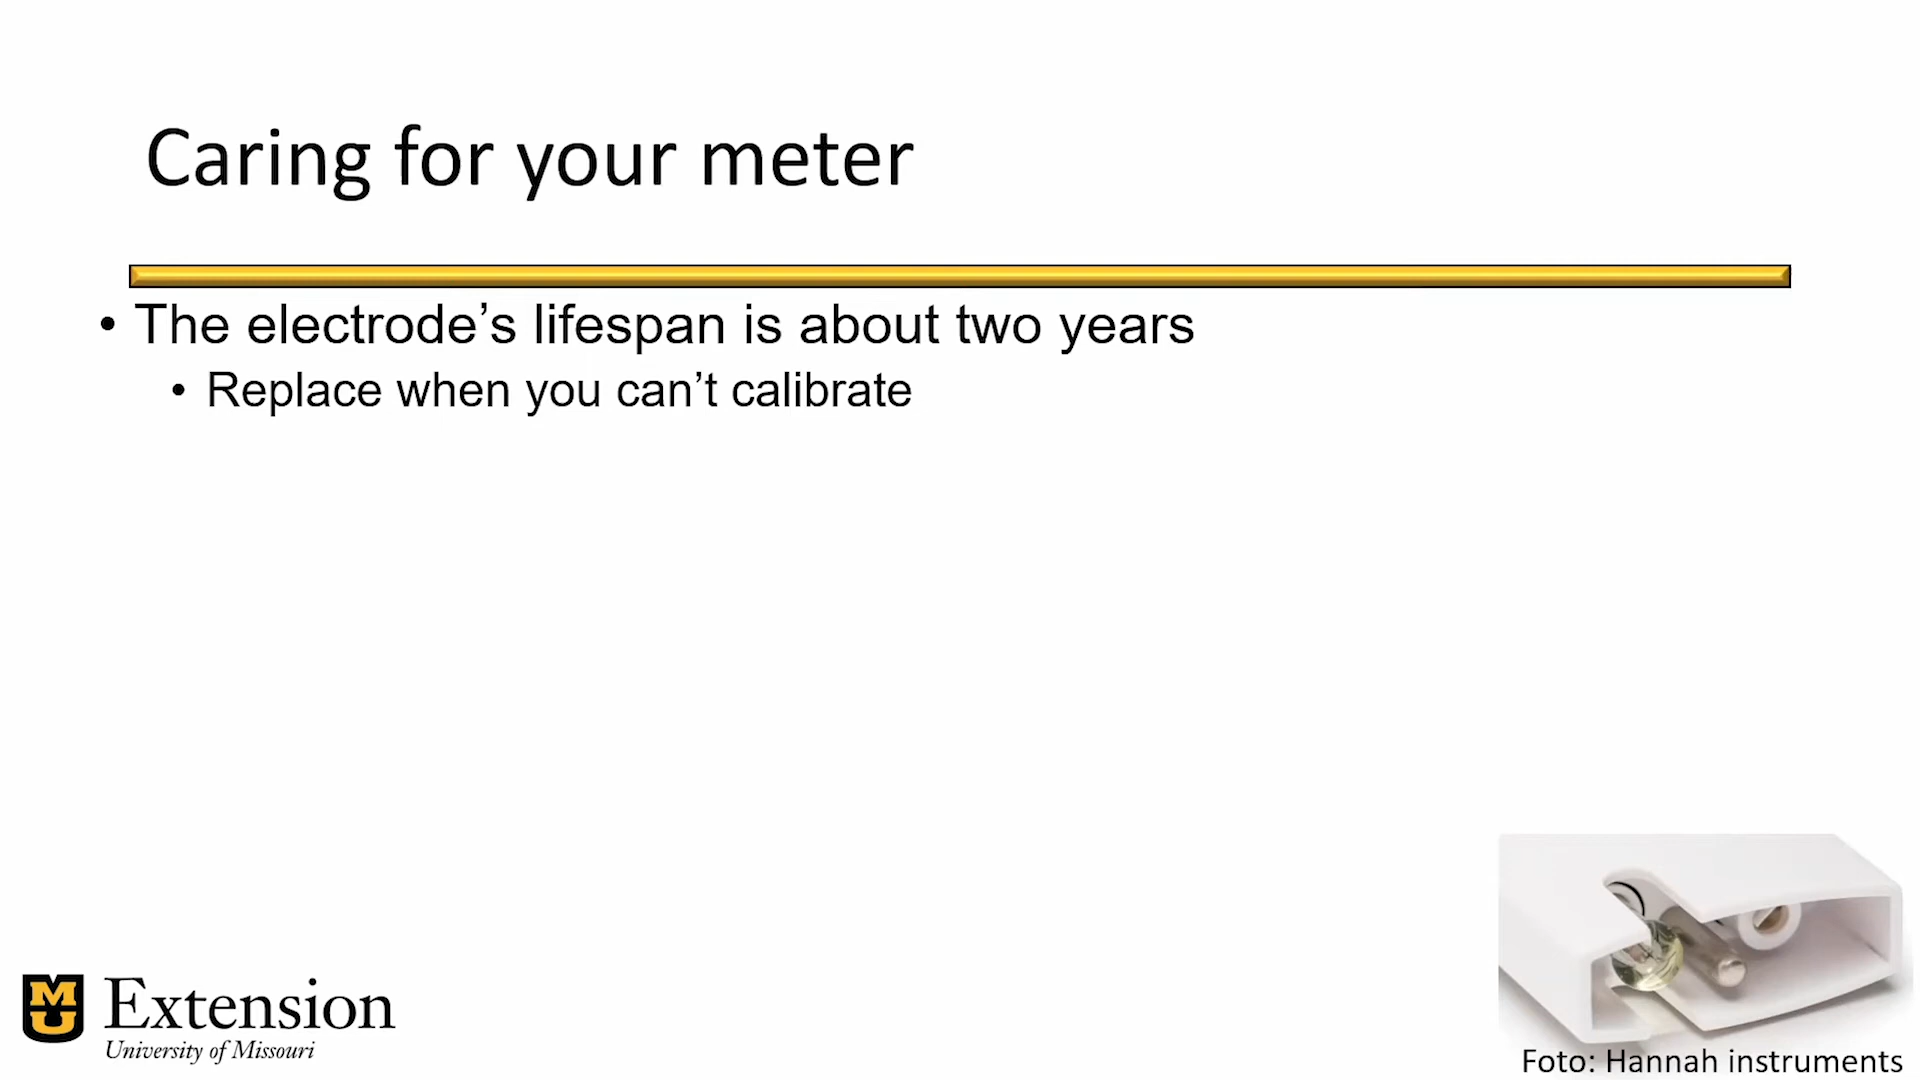 Caring for your meter
• The electrode’s lifespan is about two years
• Replace when you can’t calibrate
MU Extension
University of Missouri
Foto: Hannah instruments